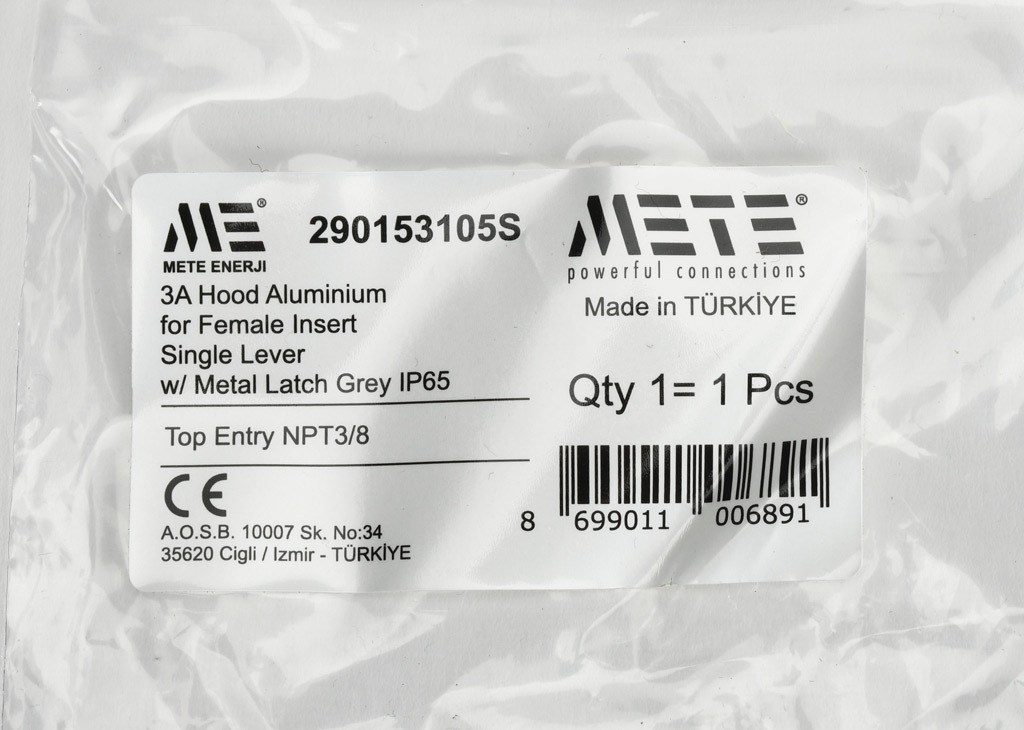 ME®
METE ENERJI
290153105S
3A Hood Aluminium
for Female Insert
Single Lever
w/ Metal Latch Grey IP65
Top Entry NPT3/8
CE
A.O.S.B. 10007 Sk. No:34
35620 Cigli / Izmir - TÜRKİYE
METE®
powerful connections
Made in TÜRKİYE
Qty 1= 1 Pcs
8 699011 006891